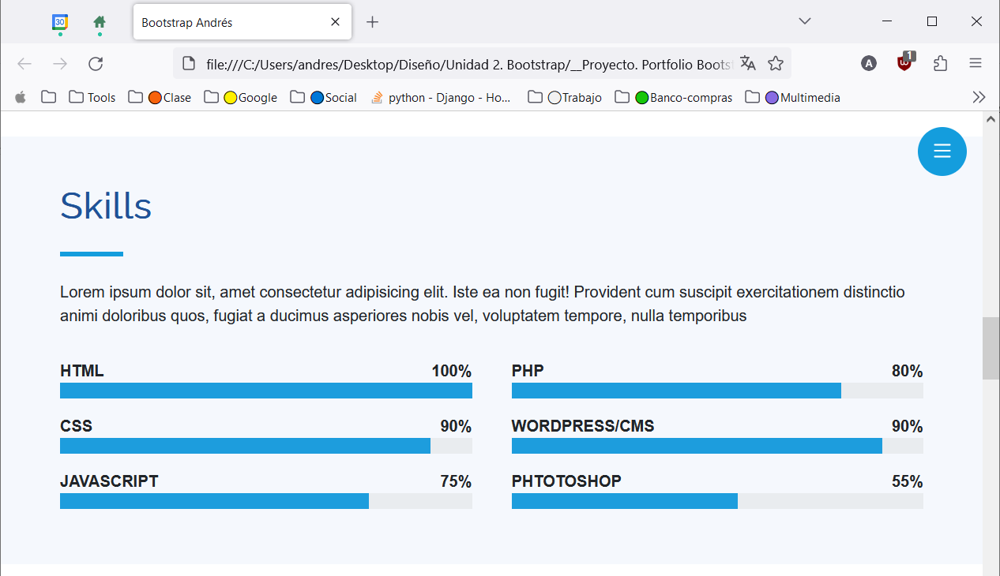 30
Bootstrap Andrés
file:///C:/Users/andres/Desktop/Diseño/Unidad 2. Bootstrap/__Proyecto. Portfolio Boots
A
1
Tools
Clase
Google
Social
python - Django - Ho...
Trabajo
Banco-compras
Multimedia
Skills
Lorem ipsum dolor sit, amet consectetur adipisicing elit. Iste ea non fugit! Provident cum suscipit exercitationem distinctio
animi doloribus quos, fugiat a ducimus asperiores nobis vel, voluptatem tempore, nulla temporibus
HTML 100%
PHP 80%
CSS 90%
WORDPRESS/CMS 90%
JAVASCRIPT 75%
PHTOTOSHOP 55%